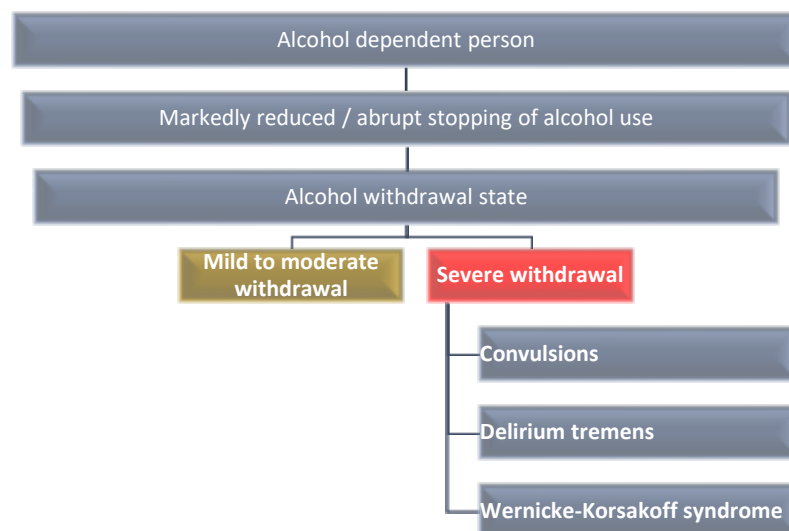 Alcohol dependent person
Markedly reduced / abrupt stopping of alcohol use
Alcohol withdrawal state
Mild to moderate
withdrawal
Severe withdrawal
Convulsions
Delirium tremens
Wernicke-Korsakoff syndrome